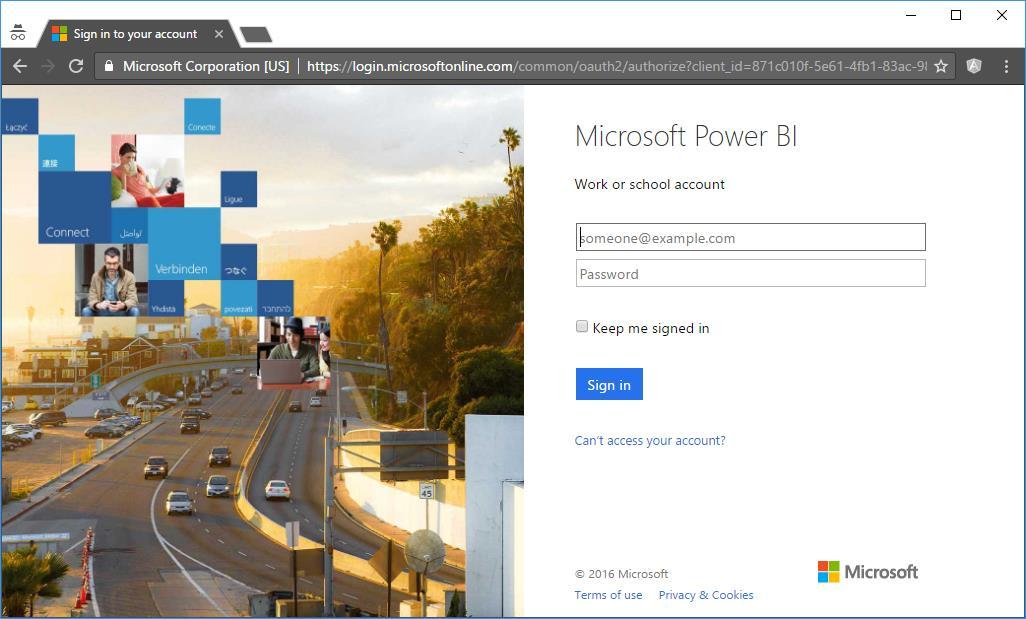 Sign in to your account
Microsoft Corporation [US] | https://login.microsoftonline.com/common/oauth2/authorize?client_id=871c010f-5e61-4fb1-83ac-98
Łączyć
Conecte
連接
Ligue
Connect
تواصل
Verbinden
つなぐ
Yhdistä
povezati
להתחבר
LIMIT
45
Microsoft Power BI
Work or school account
someone@example.com
Password
Keep me signed in
Sign in
Can't access your account?
© 2016 Microsoft
Microsoft
Terms of use Privacy & Cookies